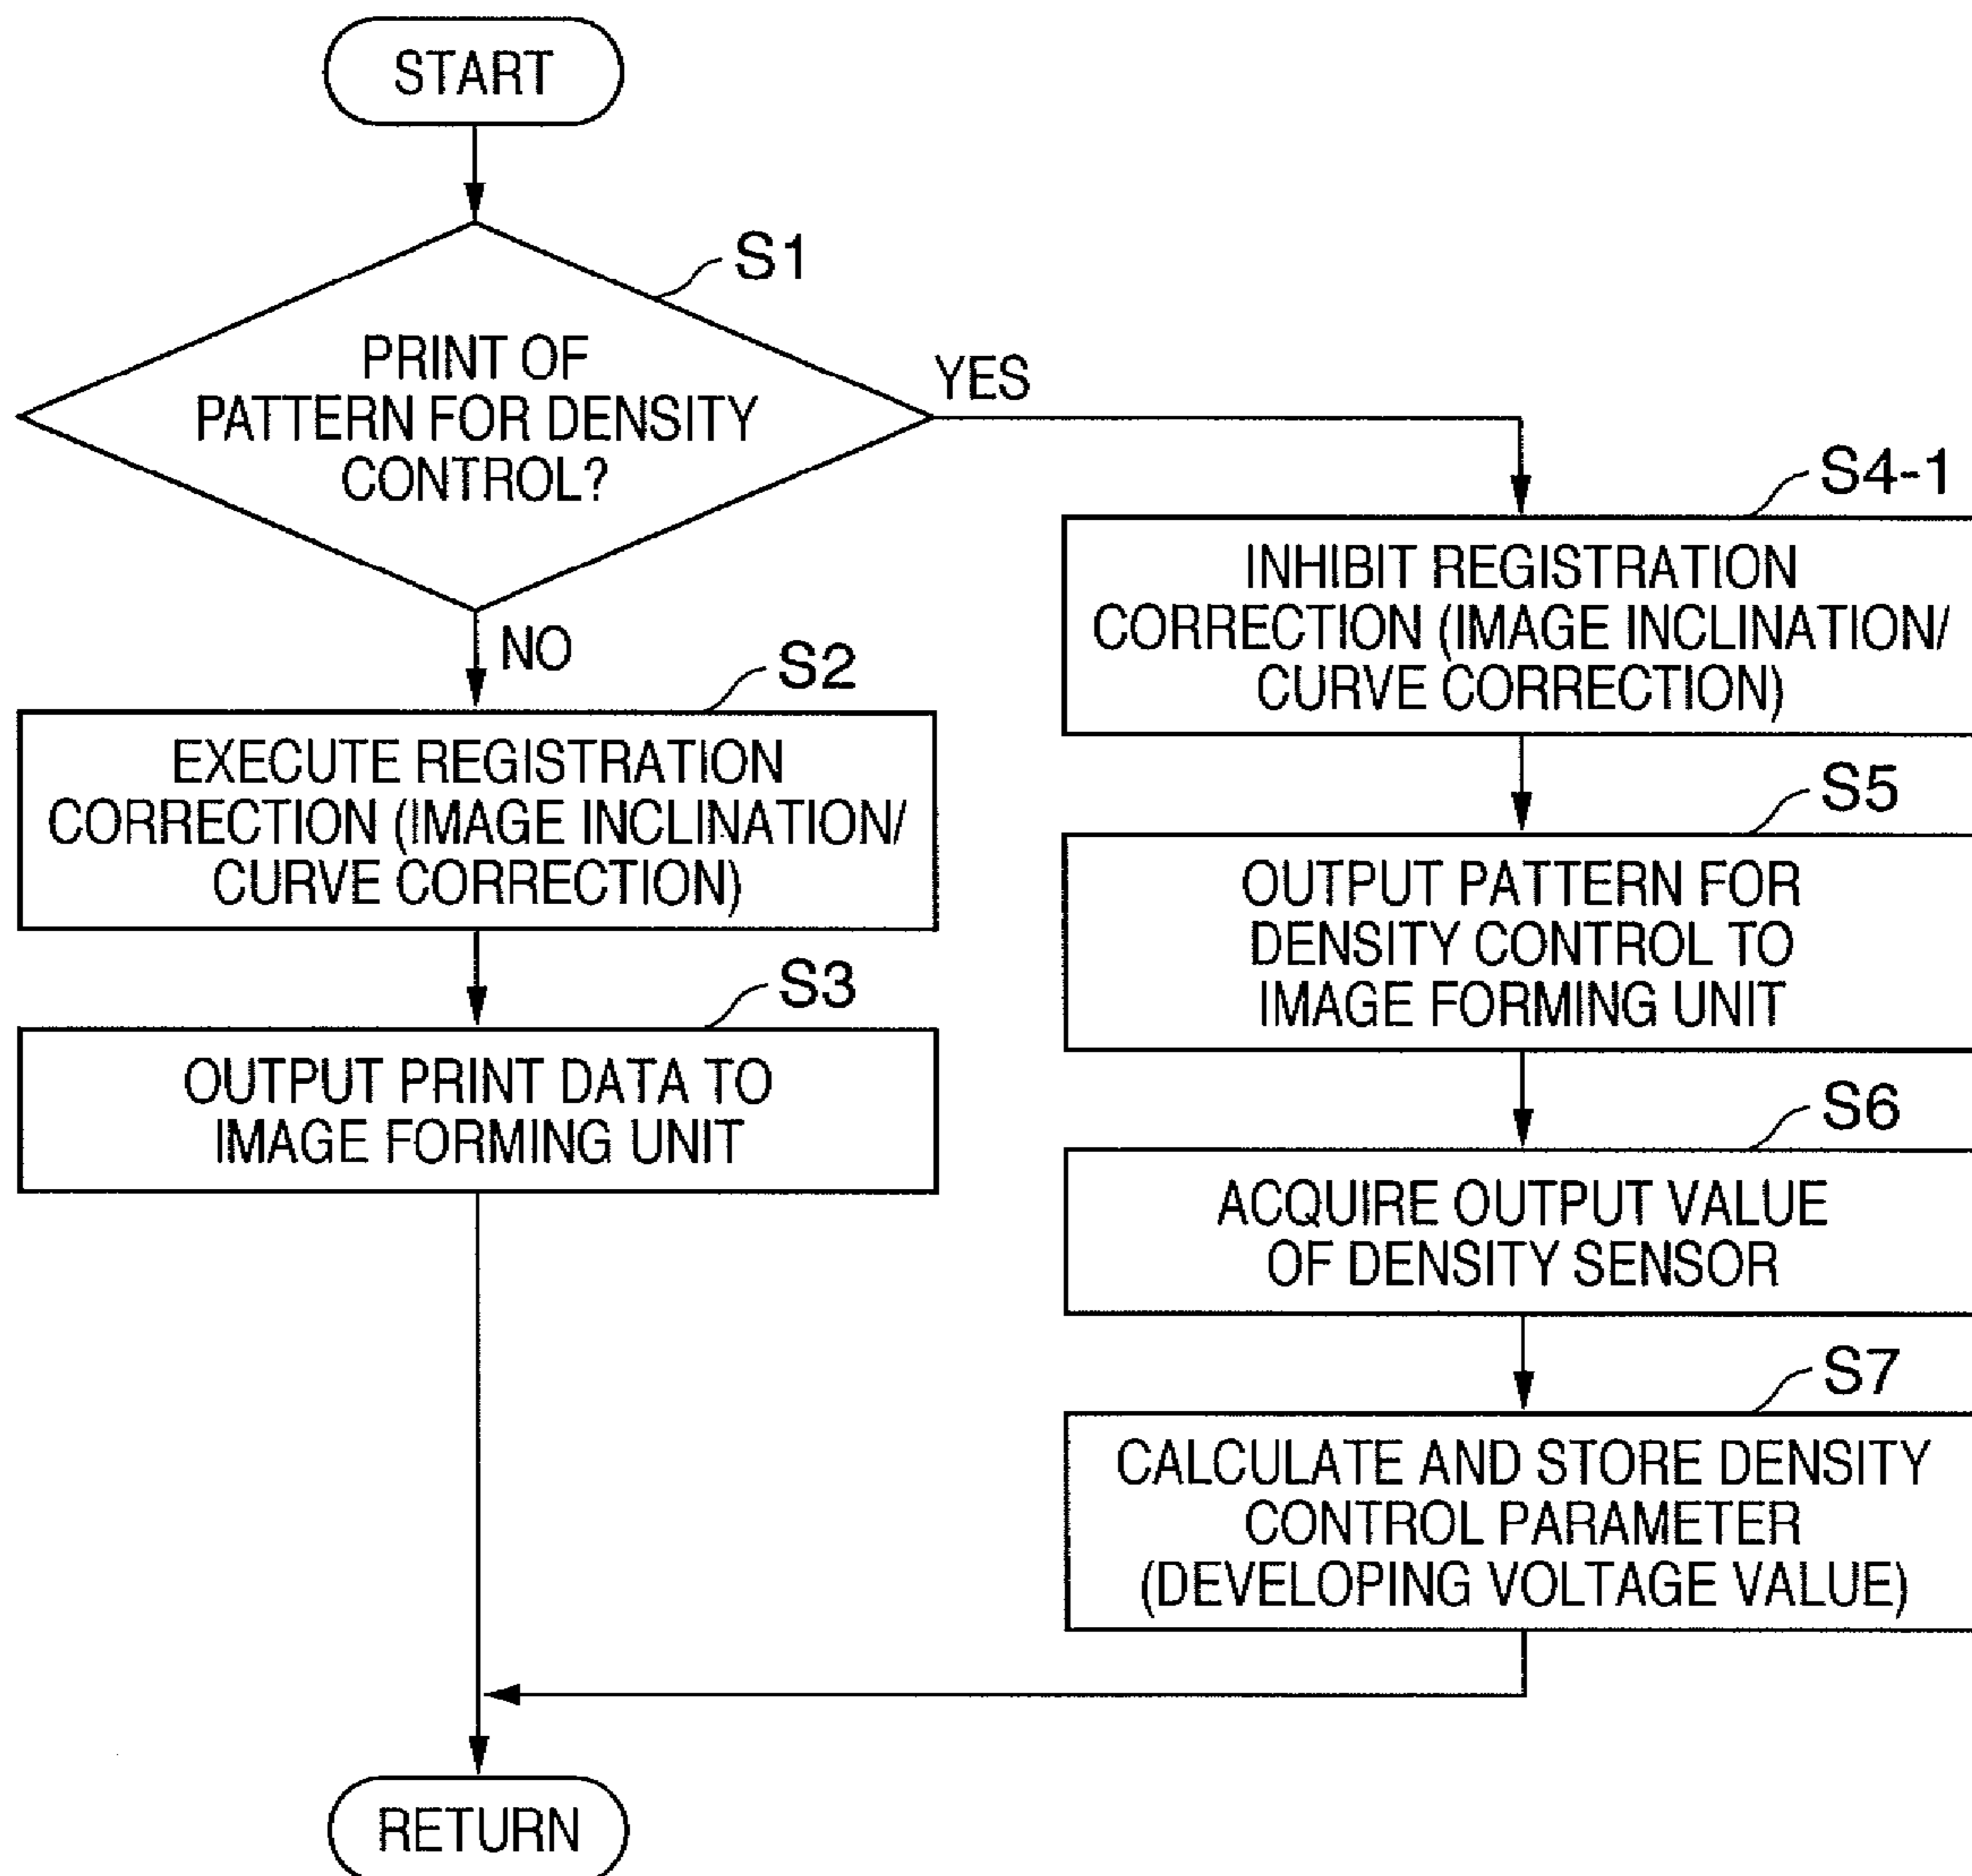 START
S1
PRINT OF
PATTERN FOR DENSITY
CONTROL?
YES
NO
S2
EXECUTE REGISTRATION
CORRECTION (IMAGE INCLINATION/
CURVE CORRECTION)
S3
OUTPUT PRINT DATA TO
IMAGE FORMING UNIT
S4-1
INHIBIT REGISTRATION
CORRECTION (IMAGE INCLINATION/
CURVE CORRECTION)
S5
OUTPUT PATTERN FOR
DENSITY CONTROL TO
IMAGE FORMING UNIT
S6
ACQUIRE OUTPUT VALUE
OF DENSITY SENSOR
S7
CALCULATE AND STORE DENSITY
CONTROL PARAMETER
(DEVELOPING VOLTAGE VALUE)
RETURN